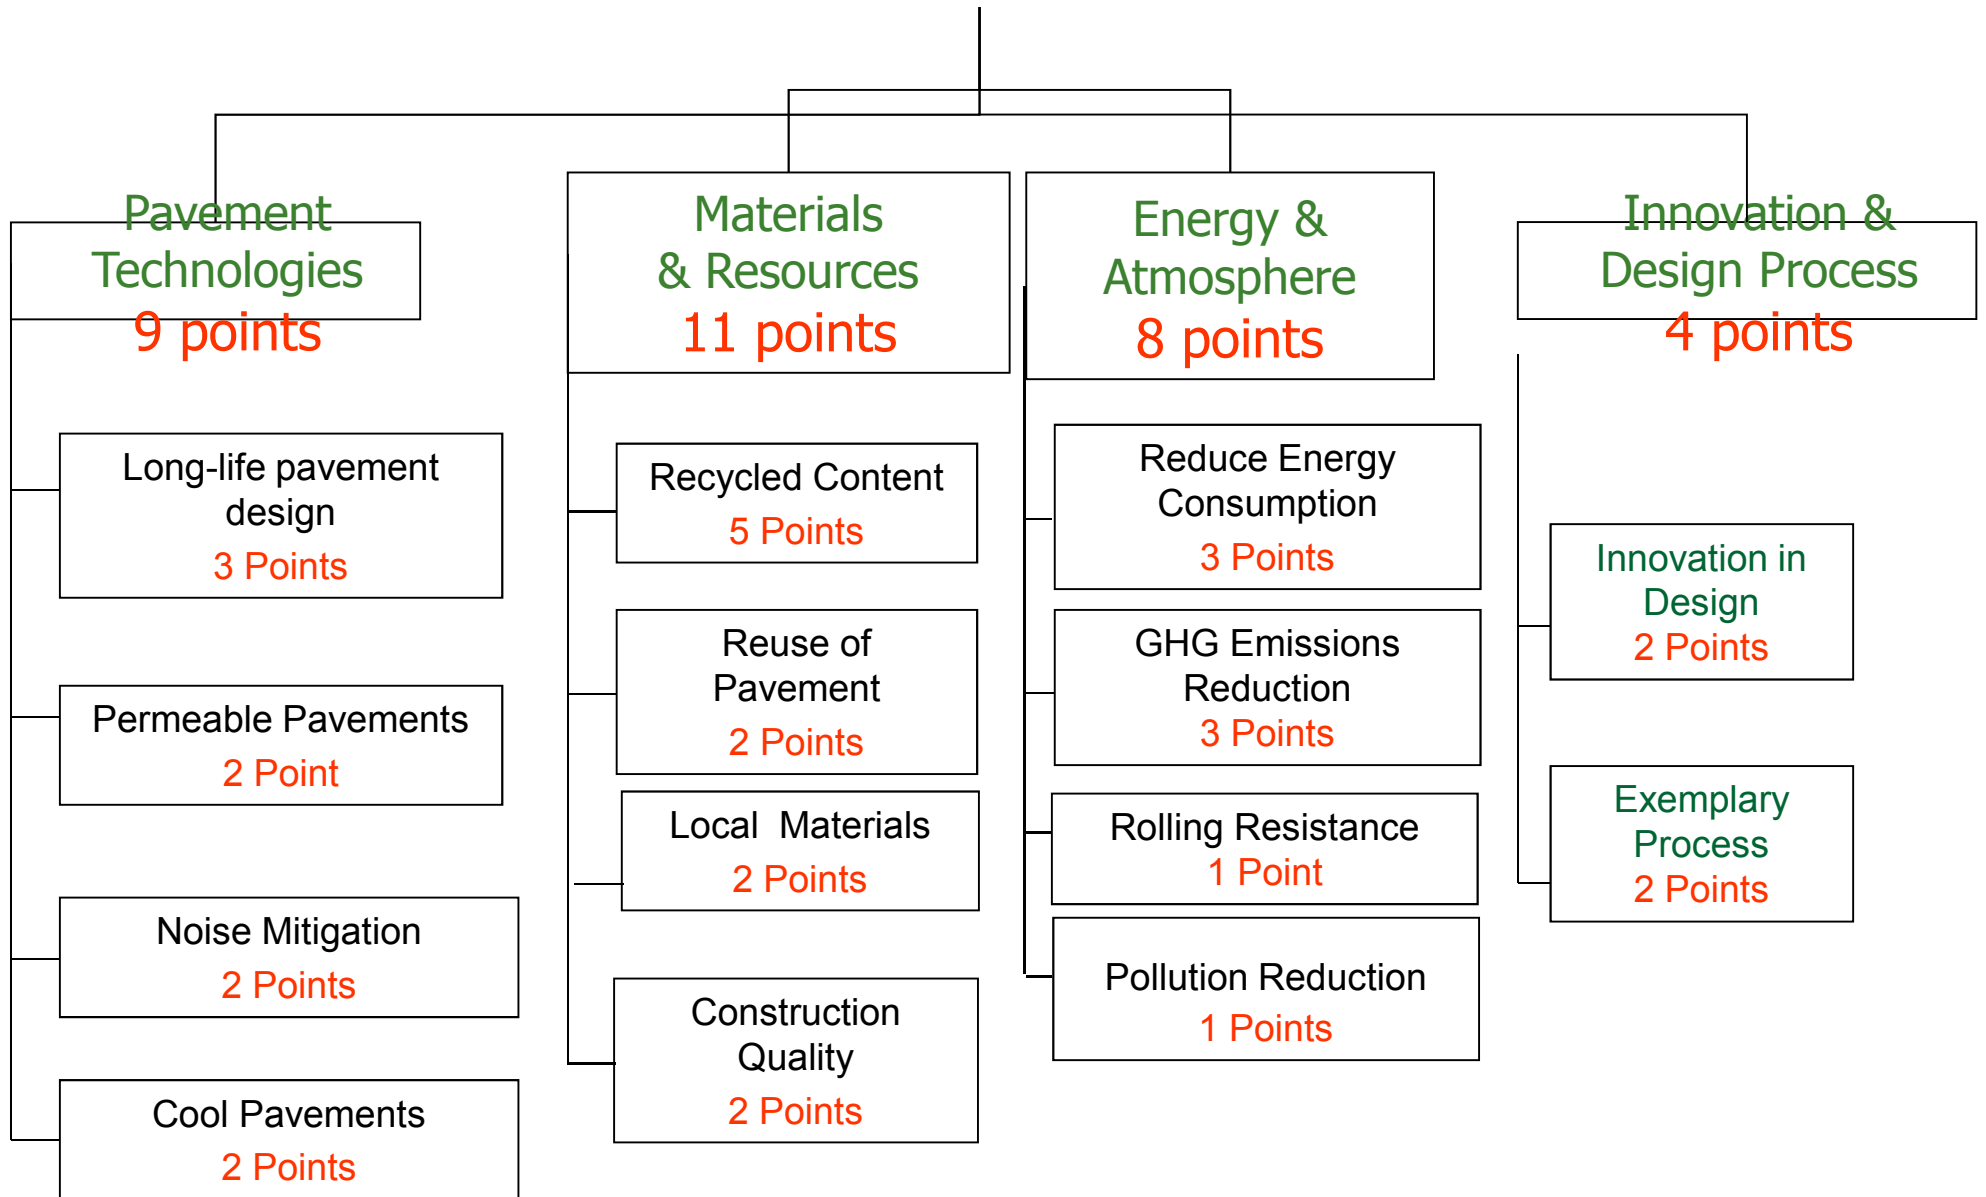 Pavement
Technologies
9 points
Long-life pavement
design
3 Points
Permeable Pavements
2 Point
Noise Mitigation
2 Points
Cool Pavements
2 Points
Materials
& Resources
11 points
Recycled Content
5 Points
Reuse of
Pavement
2 Points
Local  Materials
2 Points
Construction
Quality
2 Points
Energy &
Atmosphere
8 points
Reduce Energy
Consumption
3 Points
GHG Emissions
Reduction
3 Points
Rolling Resistance
1 Point
Pollution Reduction
1 Points
Innovation &
Design Process
4 points
Innovation in
Design
2 Points
Exemplary
Process
2 Points